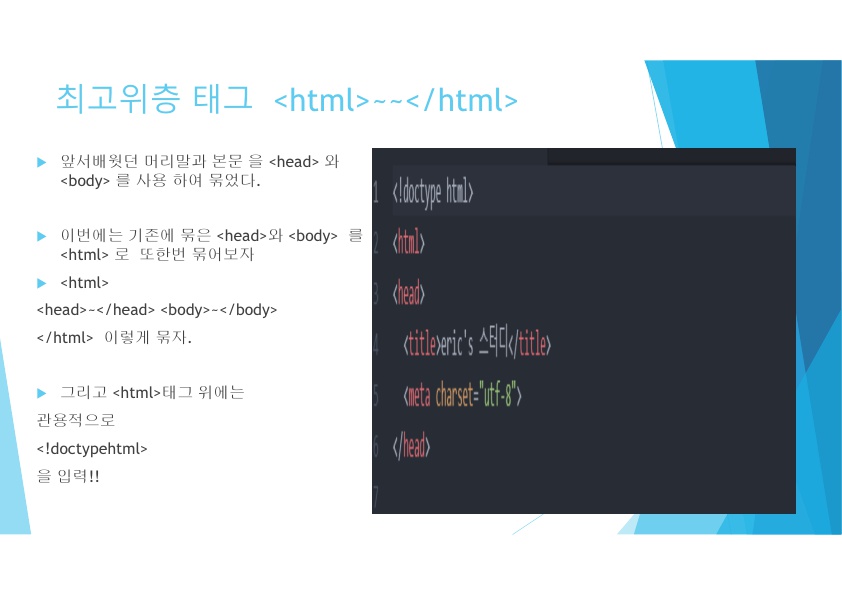 최고위층 태그  <html>~~</html>
앞서배웟던 머리말과 본문 을 <head> 와
<body> 를 사용 하여 묶었다.
이번에는 기존에 묶은 <head>와 <body>  를
<html> 로  또한번 묶어보자
<html>
<head>~</head> <body>~</body>
</html>  이렇게 묶자.
그리고 <html>태그 위에는
관용적으로
<!doctypehtml>
을 입력!!
1 <!doctype html>
2 <html>
3 <head>
4 <title>eric's 스터디</title>
5 <meta charset="utf-8">
6 </head>
7